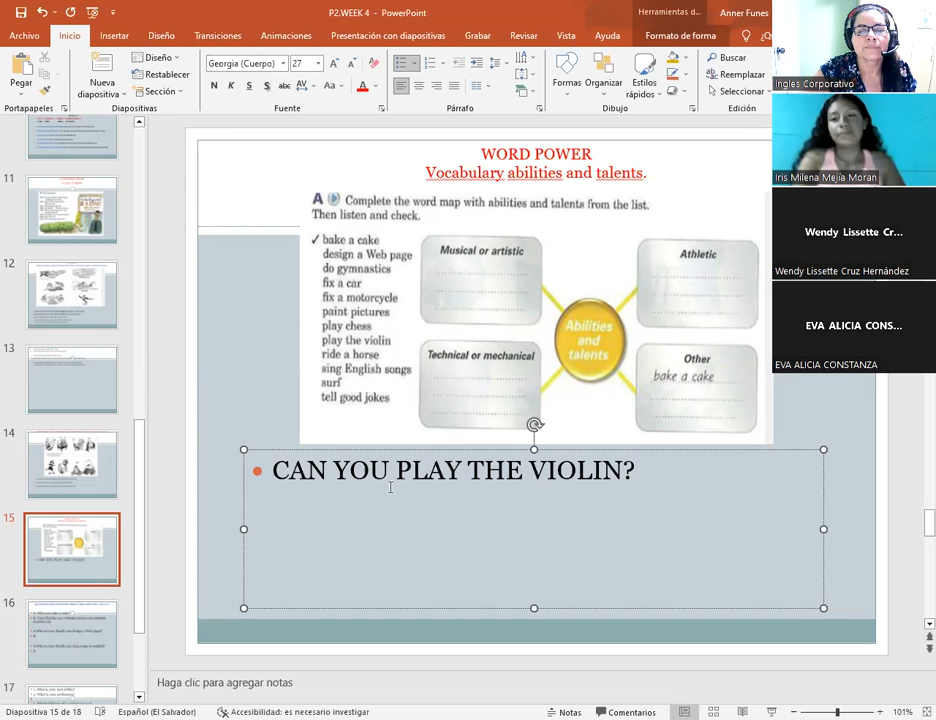 P2.WEEK 4 - PowerPoint
Herramientas d...
Anner Funes
Archivo
Inicio
Insertar
Diseño
Transiciones
Animaciones
Presentación con diapositivas
Grabar
Revisar
Vista
Ayuda
Formato de forma
Pegar
Nueva diapositiva
Diseño
Restablecer
Sección
Georgia (Cuerpo)
27
N K S abc AV Aa A
Formas
Organizar
Estilos rápidos
Buscar
Reemplazar
Seleccionar
Portapapeles
Diapositivas
Fuente
Párrafo
Dibujo
Edición
Ingles Corporativo
Iris Milena Mejía Moran
Wendy Lissette Cr...
Wendy Lissette Cruz Hernández
EVA ALICIA CONS...
EVA ALICIA CONSTANZA
11
12
13
14
15
16
17
WORD POWER
Vocabulary abilities and talents.
A Complete the word map with abilities and talents from the list.
Then listen and check.
✓ bake a cake
design a Web page
do gymnastics
fix a car
fix a motorcycle
paint pictures
play chess
play the violin
ride a horse
sing English songs
surf
tell good jokes
Musical or artistic
Athletic
Abilities
and
talents
Technical or mechanical
Other
bake a cake
CAN YOU PLAY THE VIOLIN?
Haga clic para agregar notas
Diapositiva 15 de 18
Español (El Salvador)
Accesibilidad: es necesario investigar
Notas
Comentarios
101%